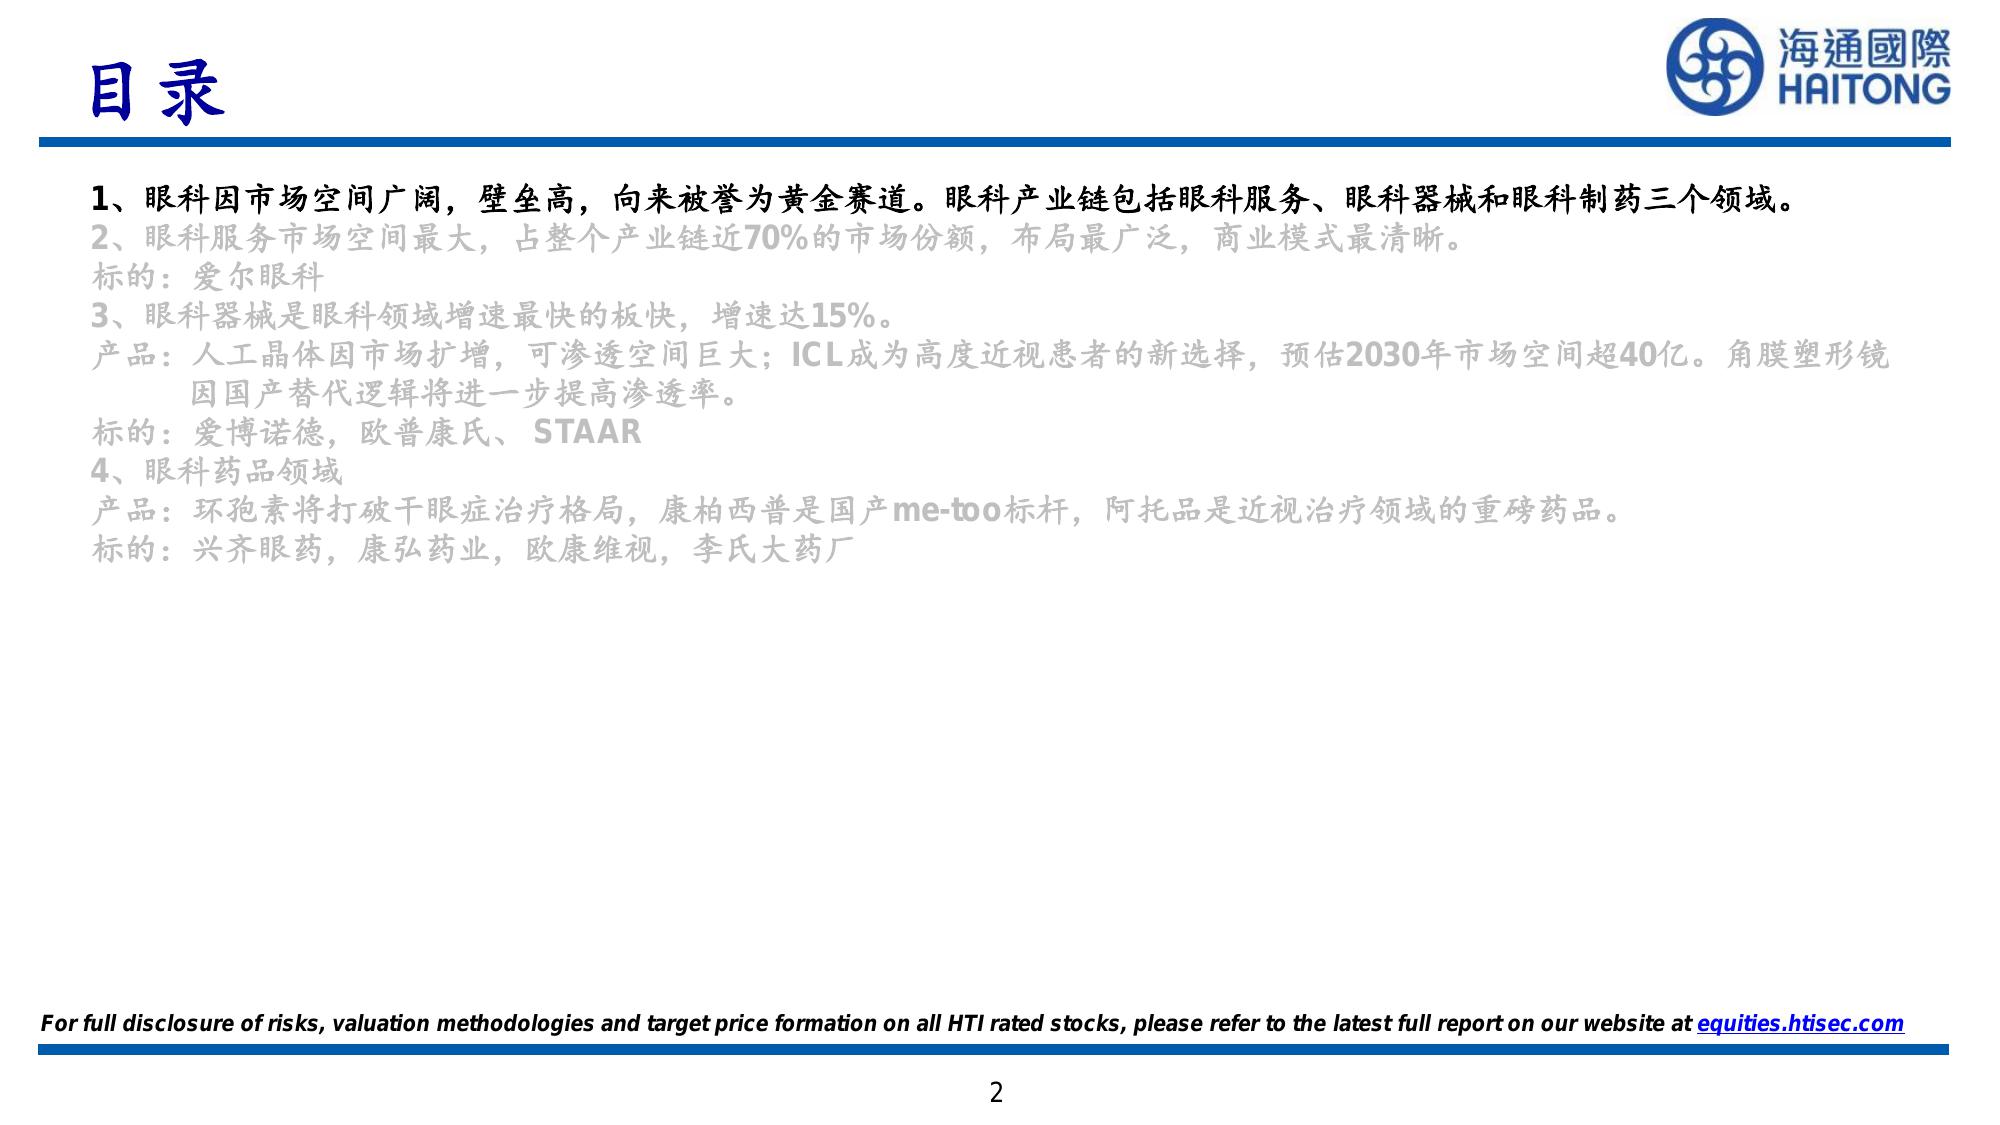 目录
海通國際
HAITONG
1、眼科因市场空间广阔，壁垒高，向来被誉为黄金赛道。眼科产业链包括眼科服务、眼科器械和眼科制药三个领域。
2、眼科服务市场空间最大，占整个产业链近70%的市场份额，布局最广泛，商业模式最清晰。
标的：爱尔眼科
3、眼科器械是眼科领域增速最快的板快，增速达15%。
产品：人工晶体因市场扩增，可渗透空间巨大；ICL成为高度近视患者的新选择，预估2030年市场空间超40亿。角膜塑形镜
因国产替代逻辑将进一步提高渗透率。
标的：爱博诺德，欧普康氏、 STAAR
4、眼科药品领域
产品：环孢素将打破干眼症治疗格局，康柏西普是国产me-too标杆，阿托品是近视治疗领域的重磅药品。
标的：兴齐眼药，康弘药业，欧康维视，李氏大药厂
For full disclosure of risks, valuation methodologies and target price formation on all HTI rated stocks, please refer to the latest full report on our website at equities.htisec.com
2